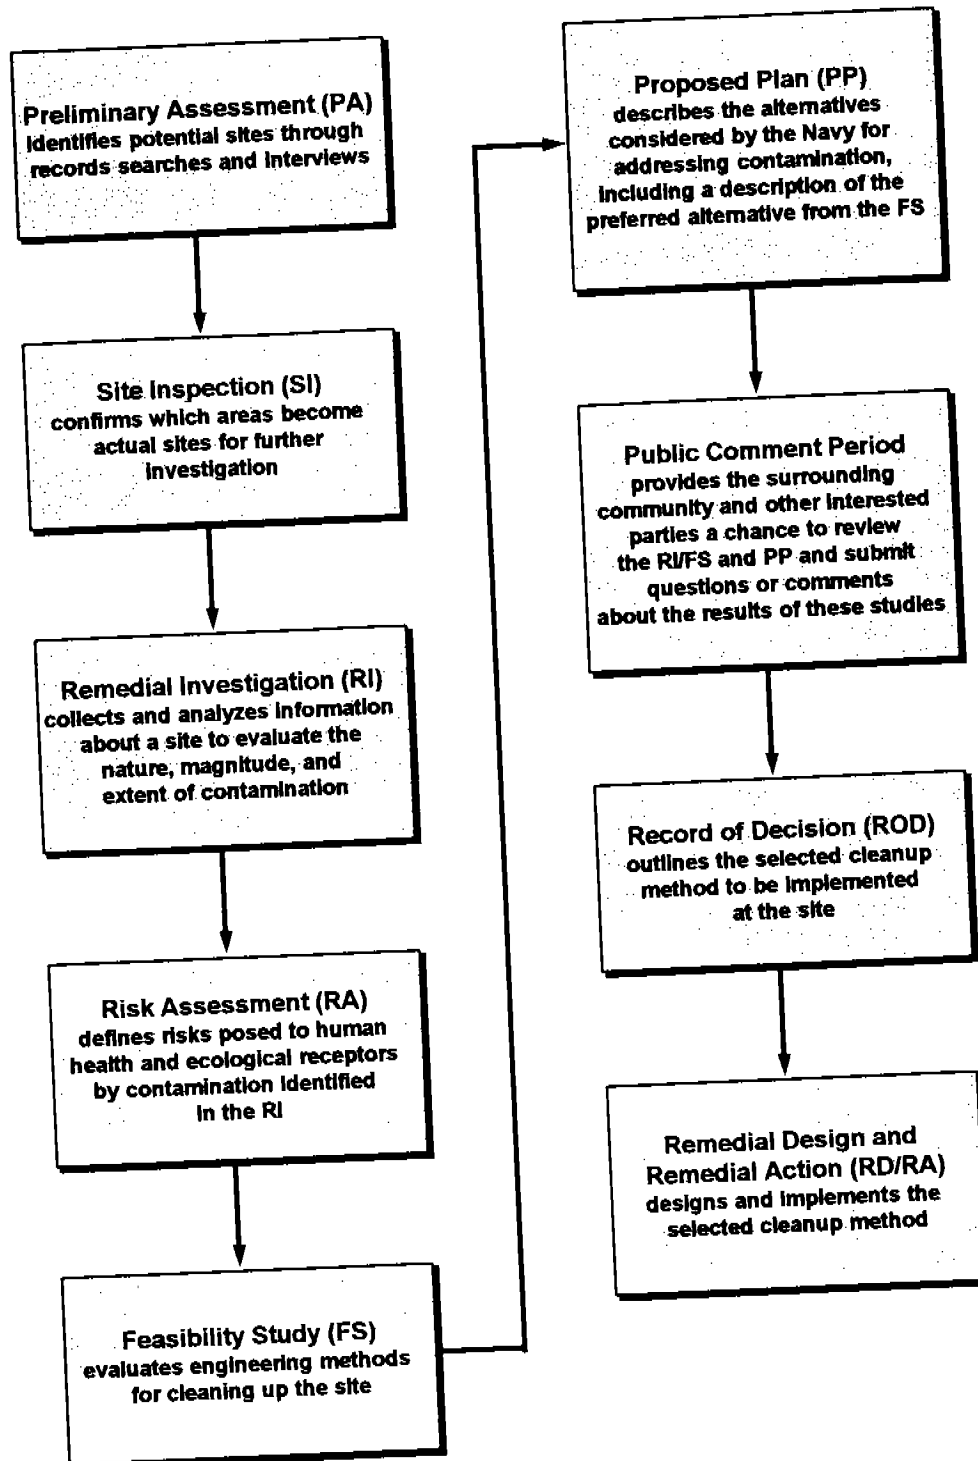 Preliminary Assessment (PA)
identifies potential sites through
records searches and interviews
Site Inspection (SI)
confirms which areas become
actual sites for further
investigation
Remedial Investigation (RI)
collects and analyzes information
about a site to evaluate the
nature, magnitude, and
extent of contamination
Risk Assessment (RA)
defines risks posed to human
health and ecological receptors
by contamination identified
in the RI
Feasibility Study (FS)
evaluates engineering methods
for cleaning up the site
Proposed Plan (PP)
describes the alternatives
considered by the Navy for
addressing contamination,
including a description of the
preferred alternative from the FS
Public Comment Period
provides the surrounding
community and other interested
parties a chance to review
the RI/FS and PP and submit
questions or comments
about the results of these studies
Record of Decision (ROD)
outlines the selected cleanup
method to be implemented
at the site
Remedial Design and
Remedial Action (RD/RA)
designs and implements the
selected cleanup method